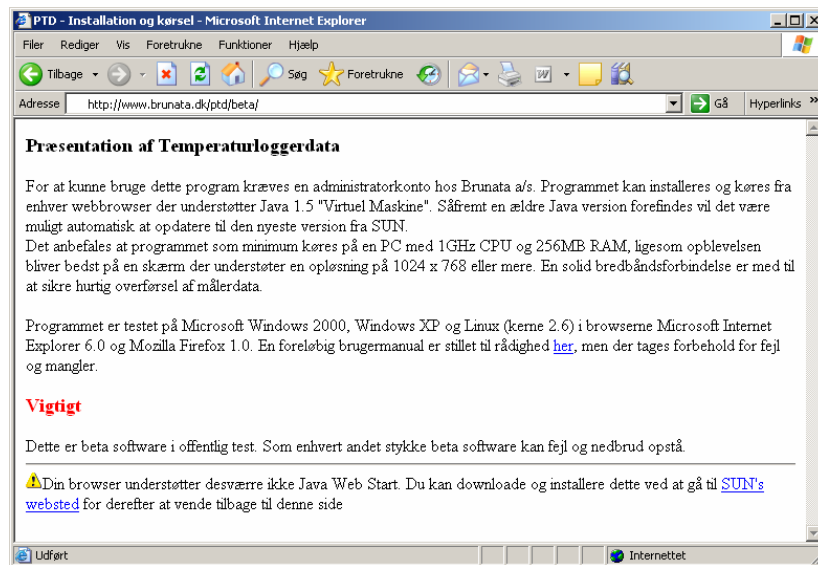 PTD - Installation og kørsel - Microsoft Internet Explorer
Filer Rediger Vis Foretrukne Funktioner Hjælp
Tilbage Søg Foretrukne
Adresse http://www.brunata.dk/ptd/beta/ Gå Hyperlinks »
Præsentation af Temperaturloggerdata
For at kunne bruge dette program kræves en administratorkonto hos Brunata a/s. Programmet kan installeres og køres fra
enhver webbrowser der understøtter Java 1.5 "Virtuel Maskine". Såfremt en ældre Java version forefindes vil det være
muligt automatisk at opdatere til den nyeste version fra SUN.
Det anbefales at programmet som minimum køres på en PC med 1GHz CPU og 256MB RAM, ligesom opblevelsen
bliver bedst på en skærm der understøter en opløsning på 1024 x 768 eller mere. En solid bredbåndsforbindelse er med til
at sikre hurtig overførsel af målerdata.
Programmet er testet på Microsoft Windows 2000, Windows XP og Linux (kerne 2.6) i browserne Microsoft Internet
Explorer 6.0 og Mozilla Firefox 1.0. En foreløbig brugermanual er stillet til rådighed her, men der tages forbehold for fejl
og mangler.
Vigtigt
Dette er beta software i offentlig test. Som enhvert andet stykke beta software kan fejl og nedbrud opstå.
Din browser understøtter desværre ikke Java Web Start. Du kan downloade og installere dette ved at gå til SUN's
websted for derefter at vende tilbage til denne side
Udført Internettet